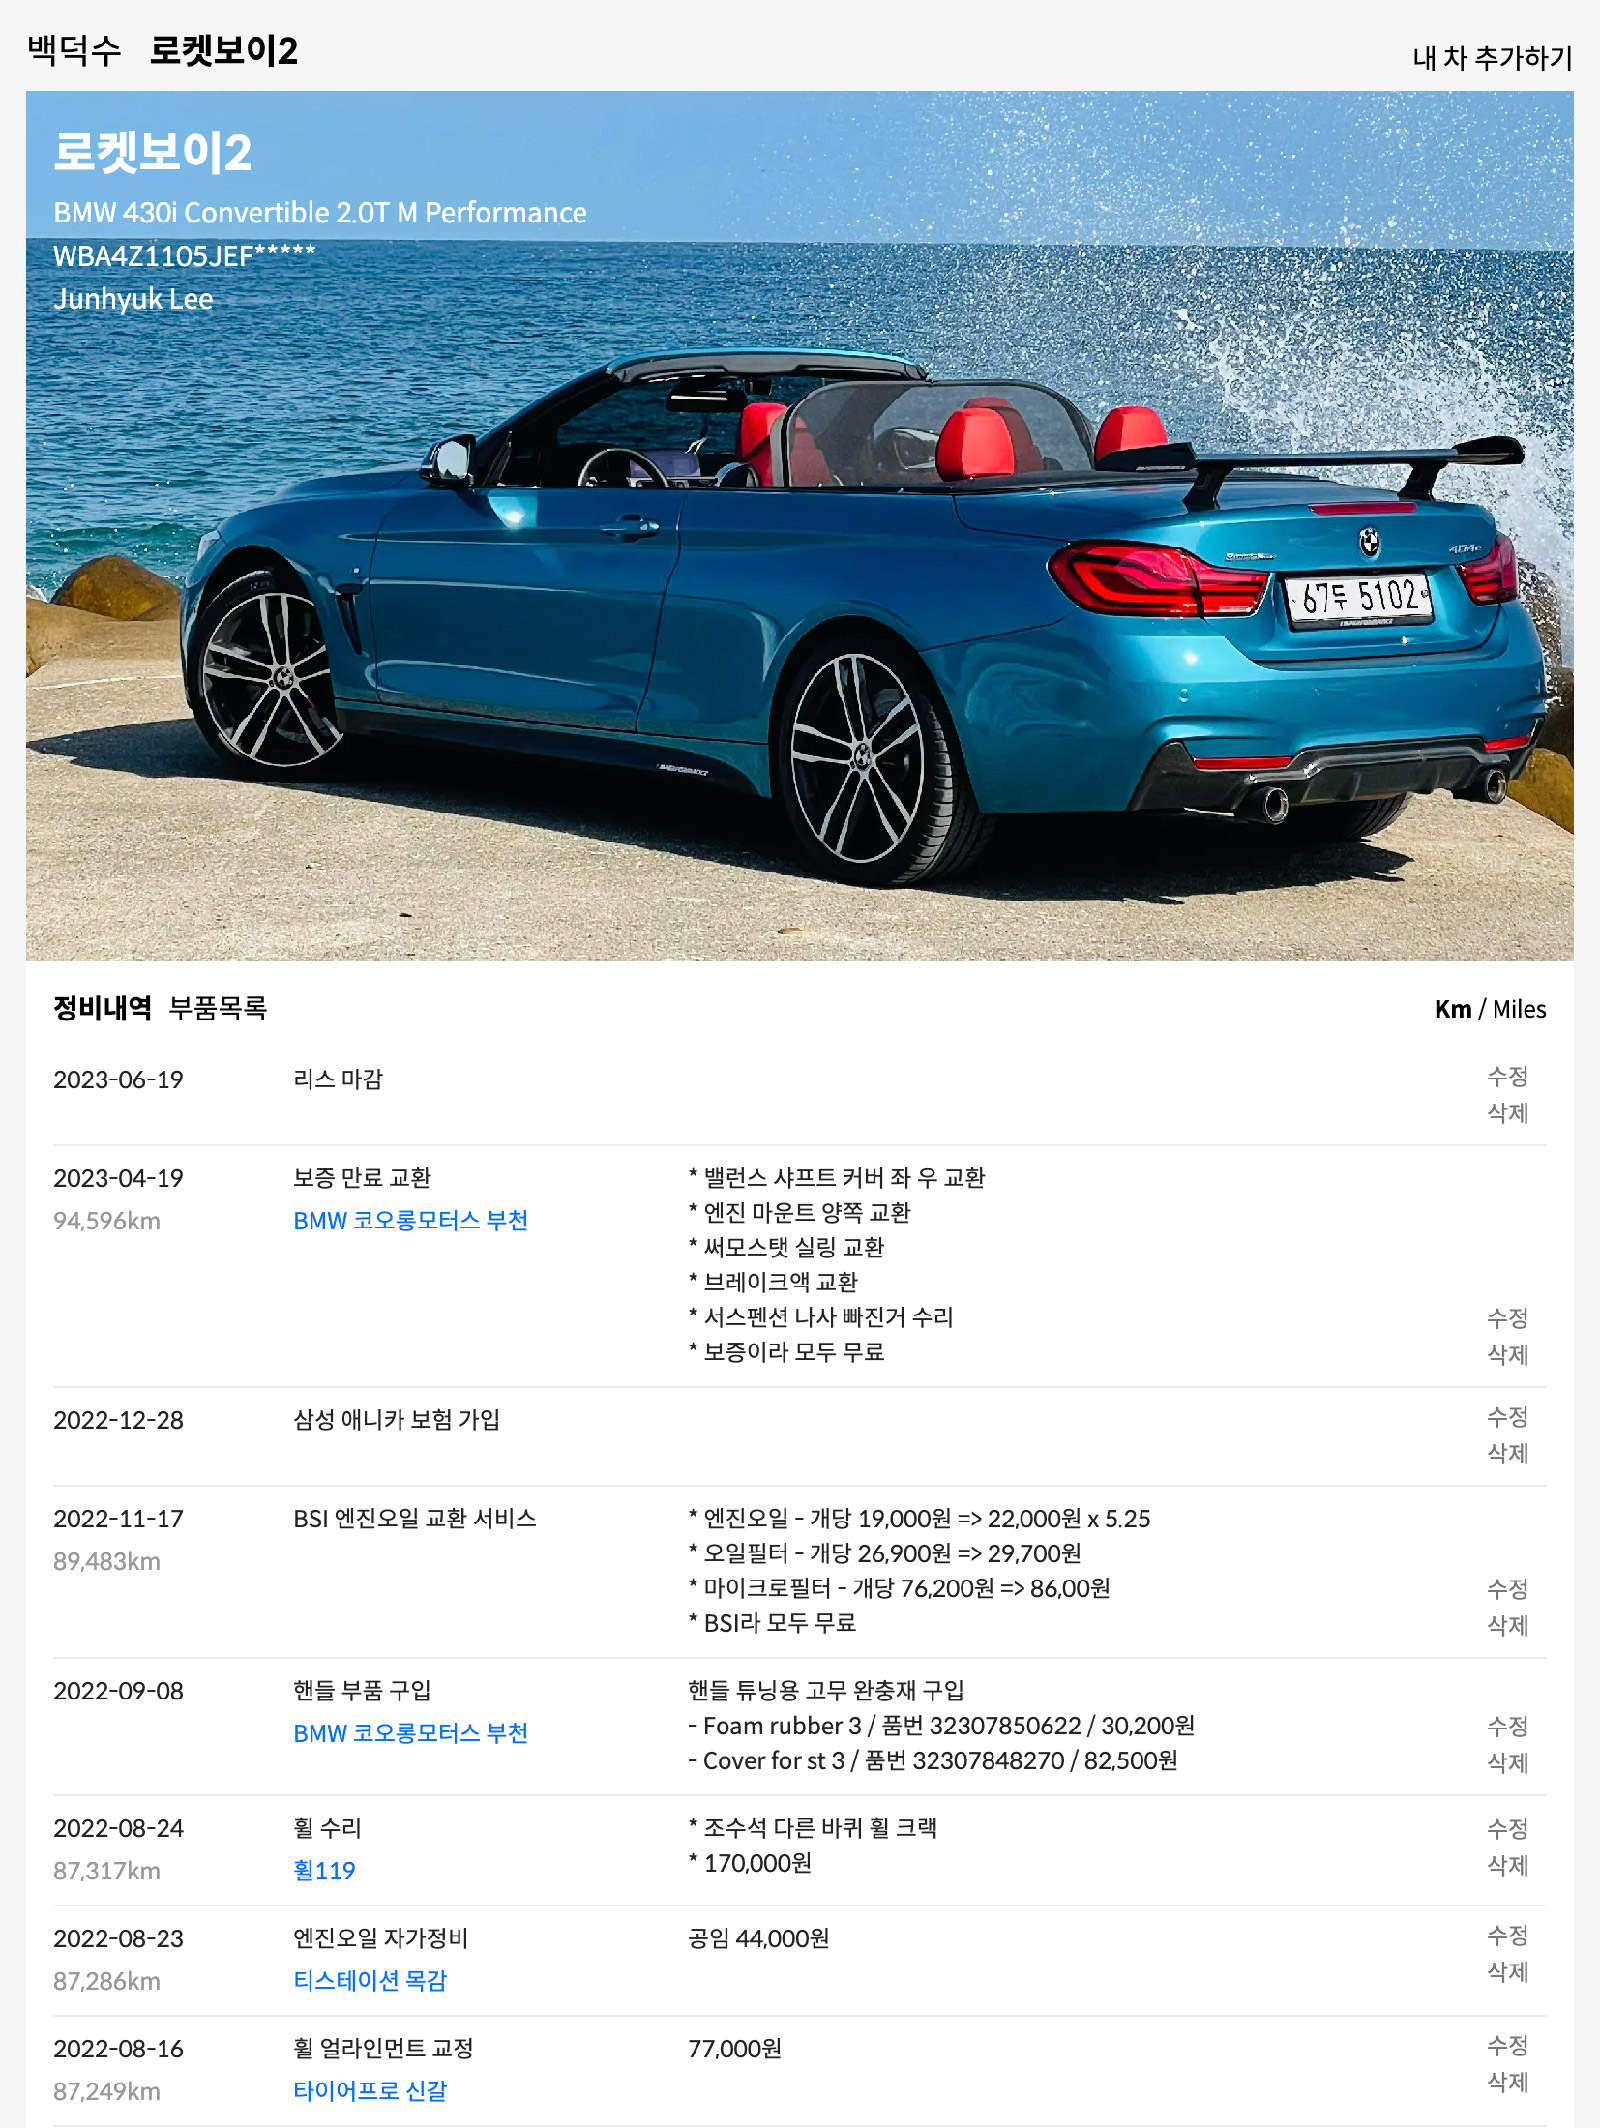 백덕수 로켓보이2
내 차 추가하기
로켓보이2
BMW 430i Convertible 2.0T M Performance
WBA4Z1105JEF*****
Junhyuk Lee
67두 5102
정비내역 부품목록
Km / Miles
2023-06-19 리스 마감
수정
삭제
2023-04-19 보증 만료 교환 * 밸런스 샤프트 커버 좌 우 교환
94,596km BMW 코오롱모터스 부천 * 엔진 마운트 양쪽 교환
* 써모스탯 실링 교환
* 브레이크액 교환
* 서스펜션 나사 빠진거 수리
* 보증이라 모두 무료
수정
삭제
2022-12-28 삼성 애니카 보험 가입
수정
삭제
2022-11-17 BSI 엔진오일 교환 서비스 * 엔진오일 - 개당 19,000원 => 22,000원 x 5.25
89,483km * 오일필터 - 개당 26,900원 => 29,700원
* 마이크로필터 - 개당 76,200원 => 86,00원
* BSI라 모두 무료
수정
삭제
2022-09-08 핸들 부품 구입 핸들 튜닝용 고무 완충재 구입
BMW 코오롱모터스 부천 - Foam rubber 3 / 품번 32307850622 / 30,200원
- Cover for st 3 / 품번 32307848270 / 82,500원
수정
삭제
2022-08-24 휠 수리 * 조수석 다른 바퀴 휠 크랙
87,317km 휠119 * 170,000원
수정
삭제
2022-08-23 엔진오일 자가정비 공임 44,000원
87,286km 티스테이션 목감
수정
삭제
2022-08-16 휠 얼라인먼트 교정 77,000원
87,249km 타이어프로 신갈
수정
삭제